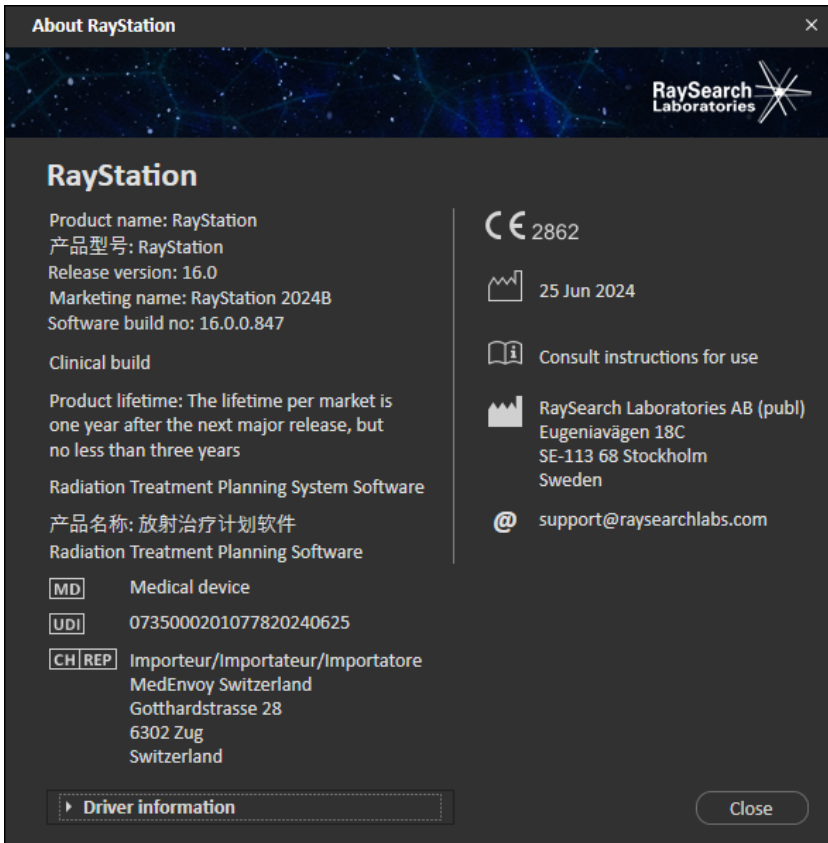 About RayStation
RaySearch
Laboratories
RayStation
Product name: RayStation
产品型号: RayStation
Release version: 16.0
Marketing name: RayStation 2024B
Software build no: 16.0.0.847
Clinical build
Product lifetime: The lifetime per market is
one year after the next major release, but
no less than three years
Radiation Treatment Planning System Software
产品名称: 放射治疗计划软件
Radiation Treatment Planning Software
MD Medical device
UDI 0735000201077820240625
CH REP Importeur/Importateur/Importatore
MedEnvoy Switzerland
Gotthardstrasse 28
6302 Zug
Switzerland
CE 2862
25 Jun 2024
Consult instructions for use
RaySearch Laboratories AB (publ)
Eugeniavägen 18C
SE-113 68 Stockholm
Sweden
@ support@raysearchlabs.com
Driver information
Close